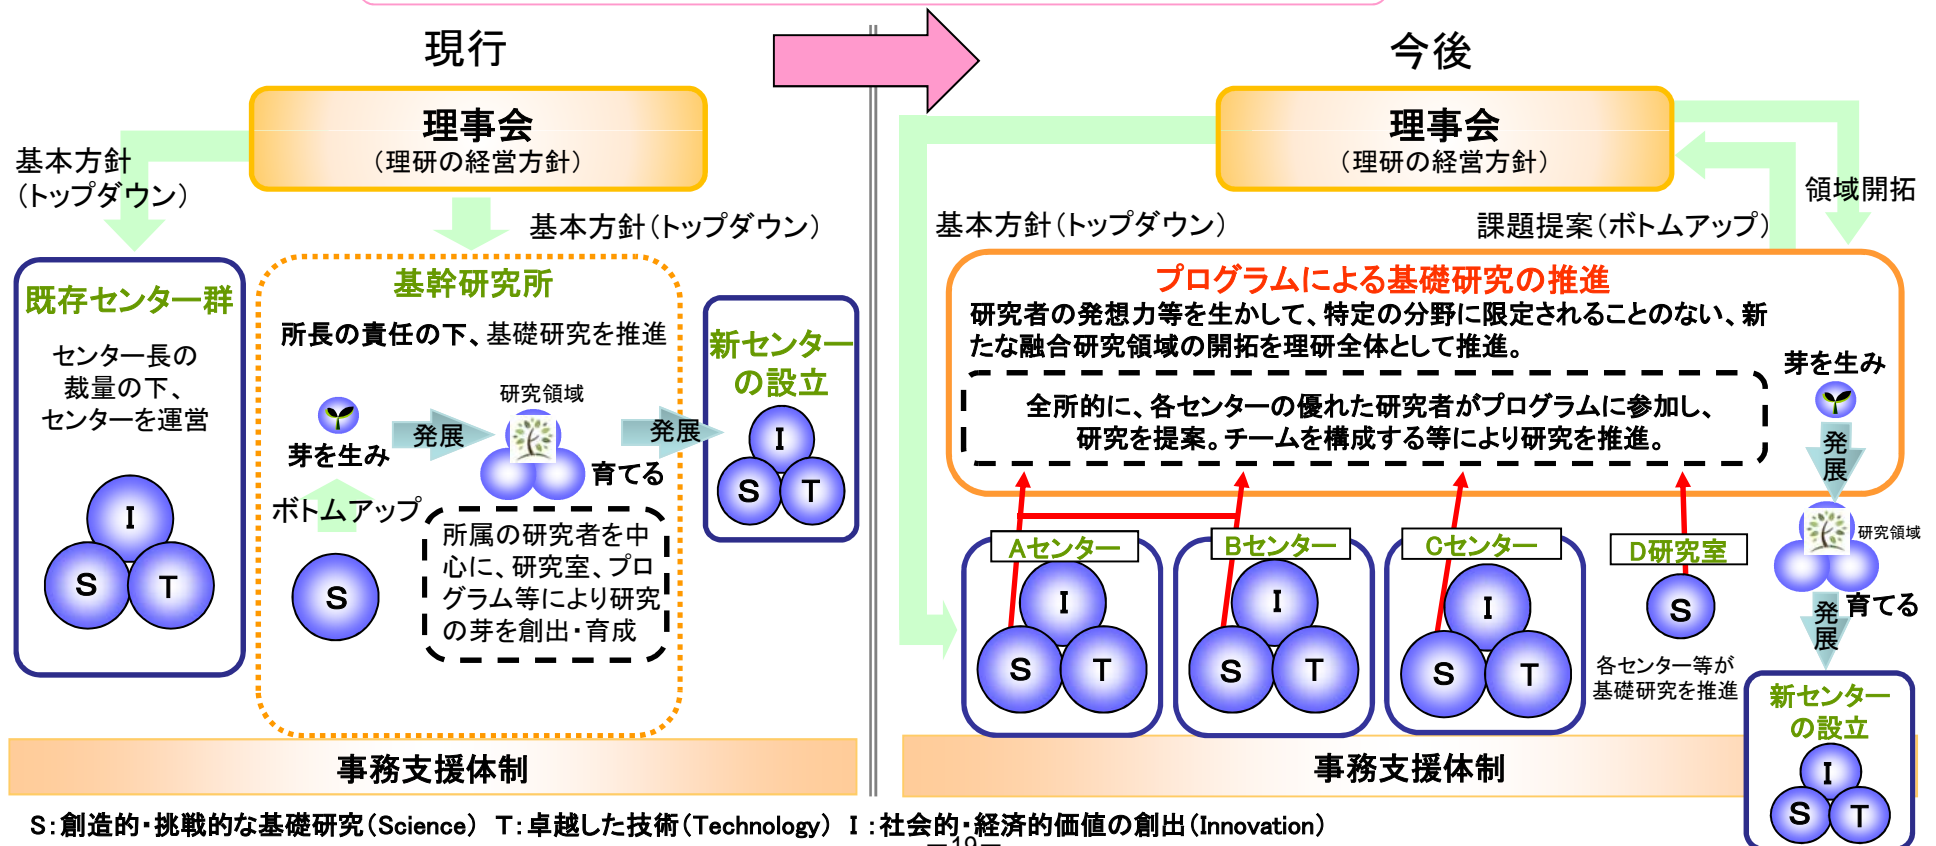 現行
理事会
（理研の経営方針）
基本方針
（トップダウン）
基本方針（トップダウン）
既存センター群
センター長の
裁量の下、
センターを運営
I
S
T
基幹研究所
所長の責任の下、基礎研究を推進
芽を生み
発展
研究領域
育てる
発展
ボトムアップ
S
所属の研究者を中
心に、研究室、プロ
グラム等により研究
の芽を創出・育成
新センター
の設立
I
S
T
事務支援体制
今後
理事会
（理研の経営方針）
基本方針（トップダウン）
課題提案（ボトムアップ）
領域開拓
プログラムによる基礎研究の推進
研究者の発想力等を生かして、特定の分野に限定されることのない、新
たな融合研究領域の開拓を理研全体として推進。
全所的に、各センターの優れた研究者がプログラムに参加し、
研究を提案。チームを構成する等により研究を推進。
芽を生み
発
展
研究領域
育てる
発
展
Aセンター
I
S
T
Bセンター
I
S
T
Cセンター
I
S
T
D研究室
S
各センター等が
基礎研究を推進
新センター
の設立
I
S
T
事務支援体制
S：創造的・挑戦的な基礎研究（Science） T：卓越した技術（Technology） I：社会的・経済的価値の創出（Innovation）
－19－